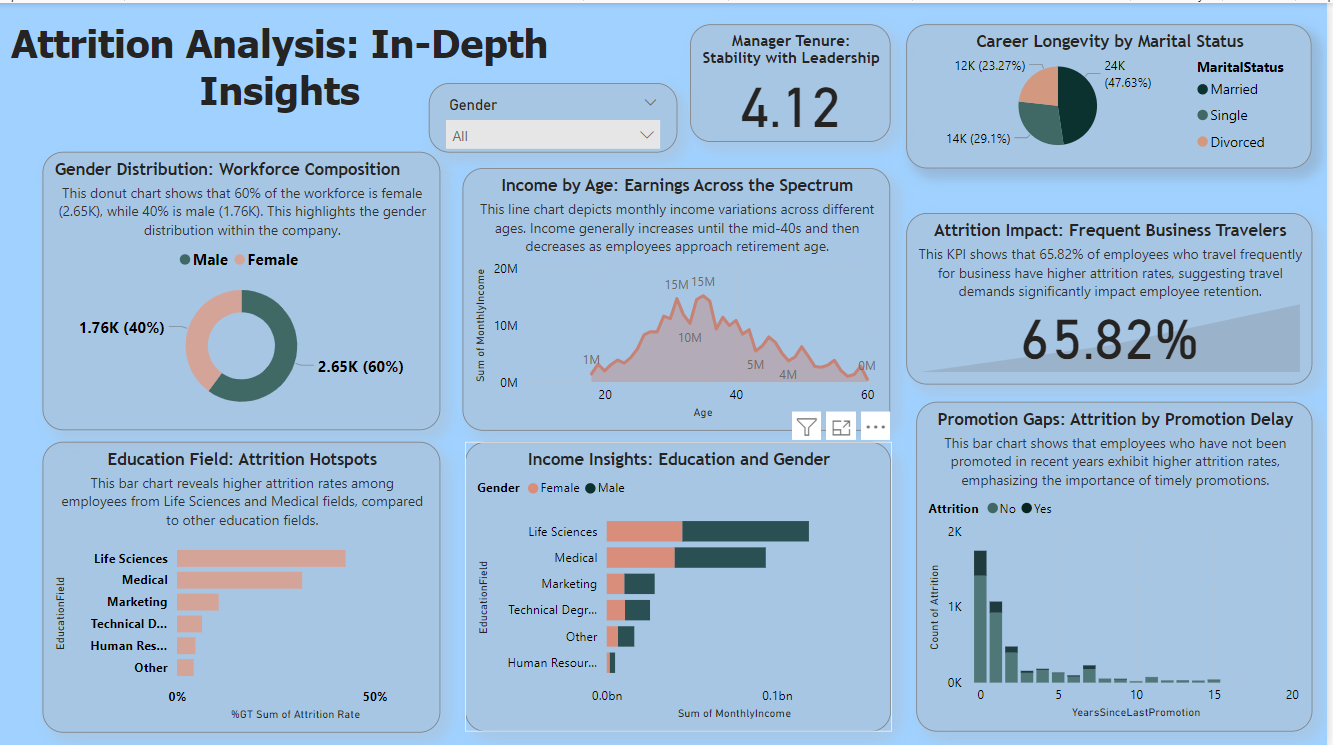 Attrition Analysis: In-Depth
Insights
Gender
All
Manager Tenure:
Stability with Leadership
4.12
Career Longevity by Marital Status
12K (23.27%)
24K
(47.63%)
14K (29.1%)
MaritalStatus
Married
Single
Divorced
Gender Distribution: Workforce Composition
This donut chart shows that 60% of the workforce is female
(2.65K), while 40% is male (1.76K). This highlights the gender
distribution within the company.
Male Female
1.76K (40%)
2.65K (60%)
Income by Age: Earnings Across the Spectrum
This line chart depicts monthly income variations across different
ages. Income generally increases until the mid-40s and then
decreases as employees approach retirement age.
Sum of MonthlyIncome
20M
10M
0M
1M
15M
15M
10M
5M
4M
0M
20
40
60
Age
Attrition Impact: Frequent Business Travelers
This KPI shows that 65.82% of employees who travel frequently
for business have higher attrition rates, suggesting travel
demands significantly impact employee retention.
65.82%
Education Field: Attrition Hotspots
This bar chart reveals higher attrition rates among
employees from Life Sciences and Medical fields, compared
to other education fields.
EducationField
Life Sciences
Medical
Marketing
Technical D...
Human Res...
Other
0%
50%
%GT Sum of Attrition Rate
Income Insights: Education and Gender
Gender Female Male
EducationField
Life Sciences
Medical
Marketing
Technical Degr...
Other
Human Resour...
0.0bn
0.1bn
Sum of MonthlyIncome
Promotion Gaps: Attrition by Promotion Delay
This bar chart shows that employees who have not been
promoted in recent years exhibit higher attrition rates,
emphasizing the importance of timely promotions.
Attrition No Yes
Count of Attrition
2K
1K
0K
0
5
10
15
20
YearsSinceLastPromotion